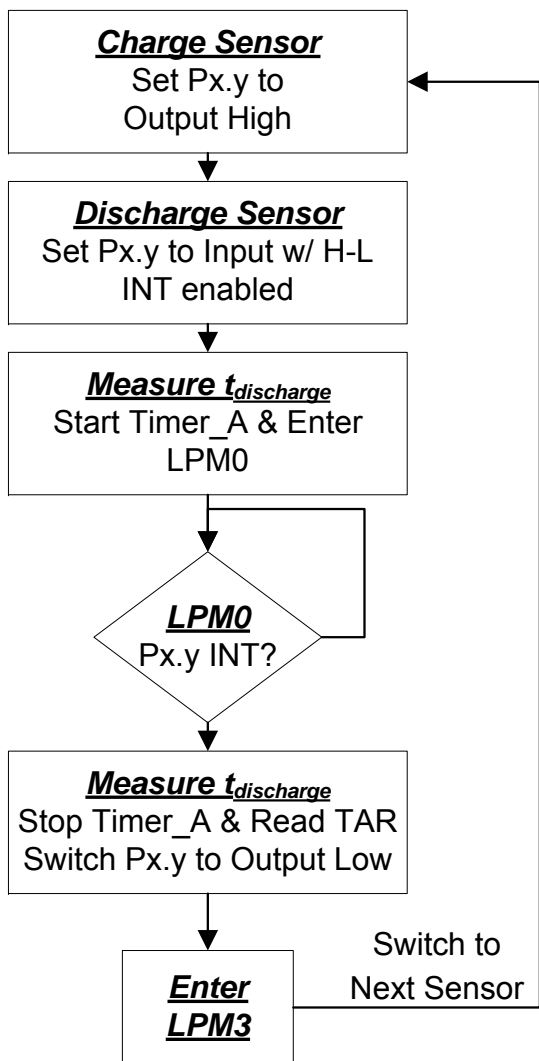 Charge Sensor
Set Px.y to
Output High
Discharge Sensor
Set Px.y to Input w/ H-L
INT enabled
Measure tdischarge
Start Timer_A & Enter
LPM0
LPM0
Px.y INT?
Measure tdischarge
Stop Timer_A & Read TAR
Switch Px.y to Output Low
Enter
LPM3
Switch to
Next Sensor